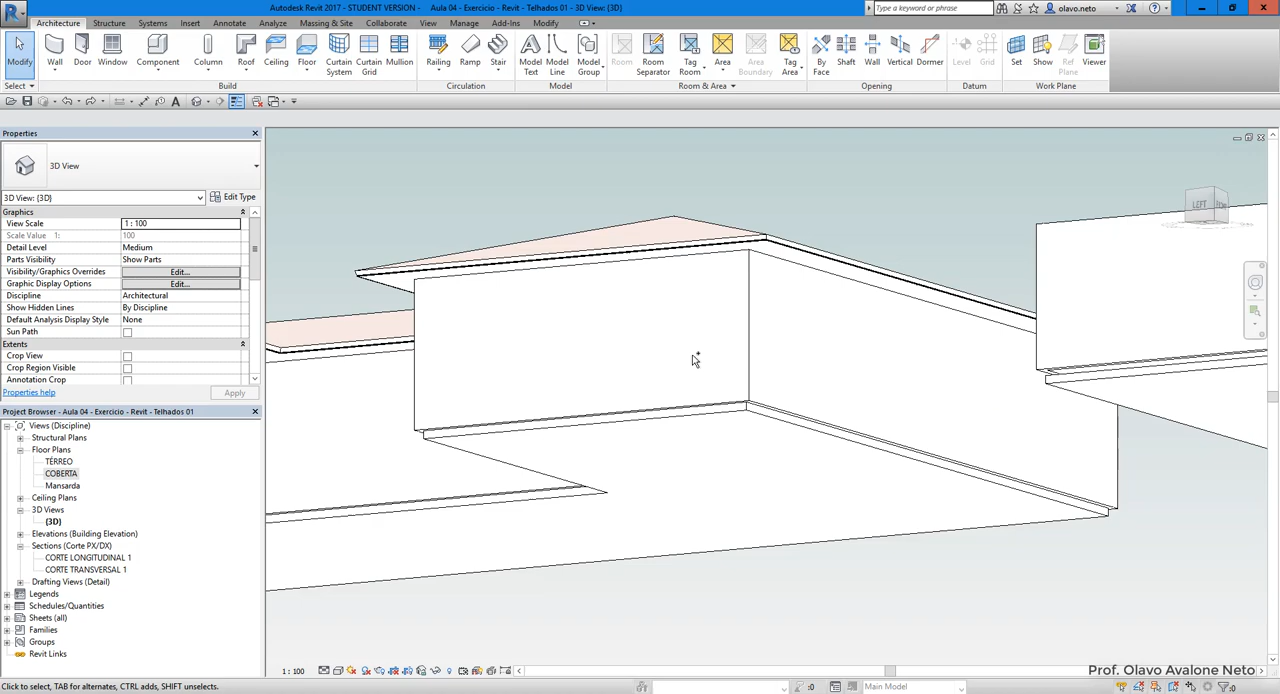 Autodesk Revit 2017 - STUDENT VERSION - Aula 04 - Exercicio - Revit - Telhados 01 - 3D View: {3D}
Type a keyword or phrase
olavo.neto
Architecture Structure Systems Insert Annotate Analyze Massing & Site Collaborate View Manage Add-Ins Modify
Modify Wall Door Window Component Column Roof Ceiling Floor Curtain System Curtain Grid Mullion Railing Ramp Stair Model Text Model Line Model Group Room Room Separator Tag Room Area Area Boundary Tag Area By Face Shaft Wall Vertical Dormer Level Grid Set Show Ref Plane Viewer
Select Build Circulation Model Room & Area Opening Datum Work Plane
Properties
3D View
3D View: {3D} Edit Type
Graphics
View Scale 1 : 100
Scale Value 1: 100
Detail Level Medium
Parts Visibility Show Parts
Visibility/Graphics Overrides Edit...
Graphic Display Options Edit...
Discipline Architectural
Show Hidden Lines By Discipline
Default Analysis Display Style None
Sun Path
Extents
Crop View
Crop Region Visible
Annotation Crop
Properties help Apply
Project Browser - Aula 04 - Exercicio - Revit - Telhados 01
Views (Discipline)
Structural Plans
Floor Plans
TÉRREO
COBERTA
Mansarda
Ceiling Plans
3D Views
{3D}
Elevations (Building Elevation)
Sections (Corte PX/DX)
CORTE LONGITUDINAL 1
CORTE TRANSVERSAL 1
Drafting Views (Detail)
Legends
Schedules/Quantities
Sheets (all)
Families
Groups
Revit Links
LEFT
1 : 100
Prof. Olavo Avalone Neto
Click to select, TAB for alternates, CTRL adds, SHIFT unselects.
:0
Main Model
:0